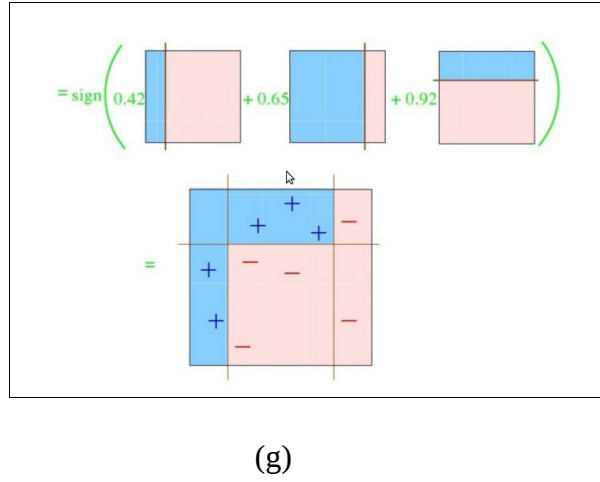 = sign( 0.42 + 0.65 + 0.92 )
=
+ + + −
+ − −
+ −
−
(g)